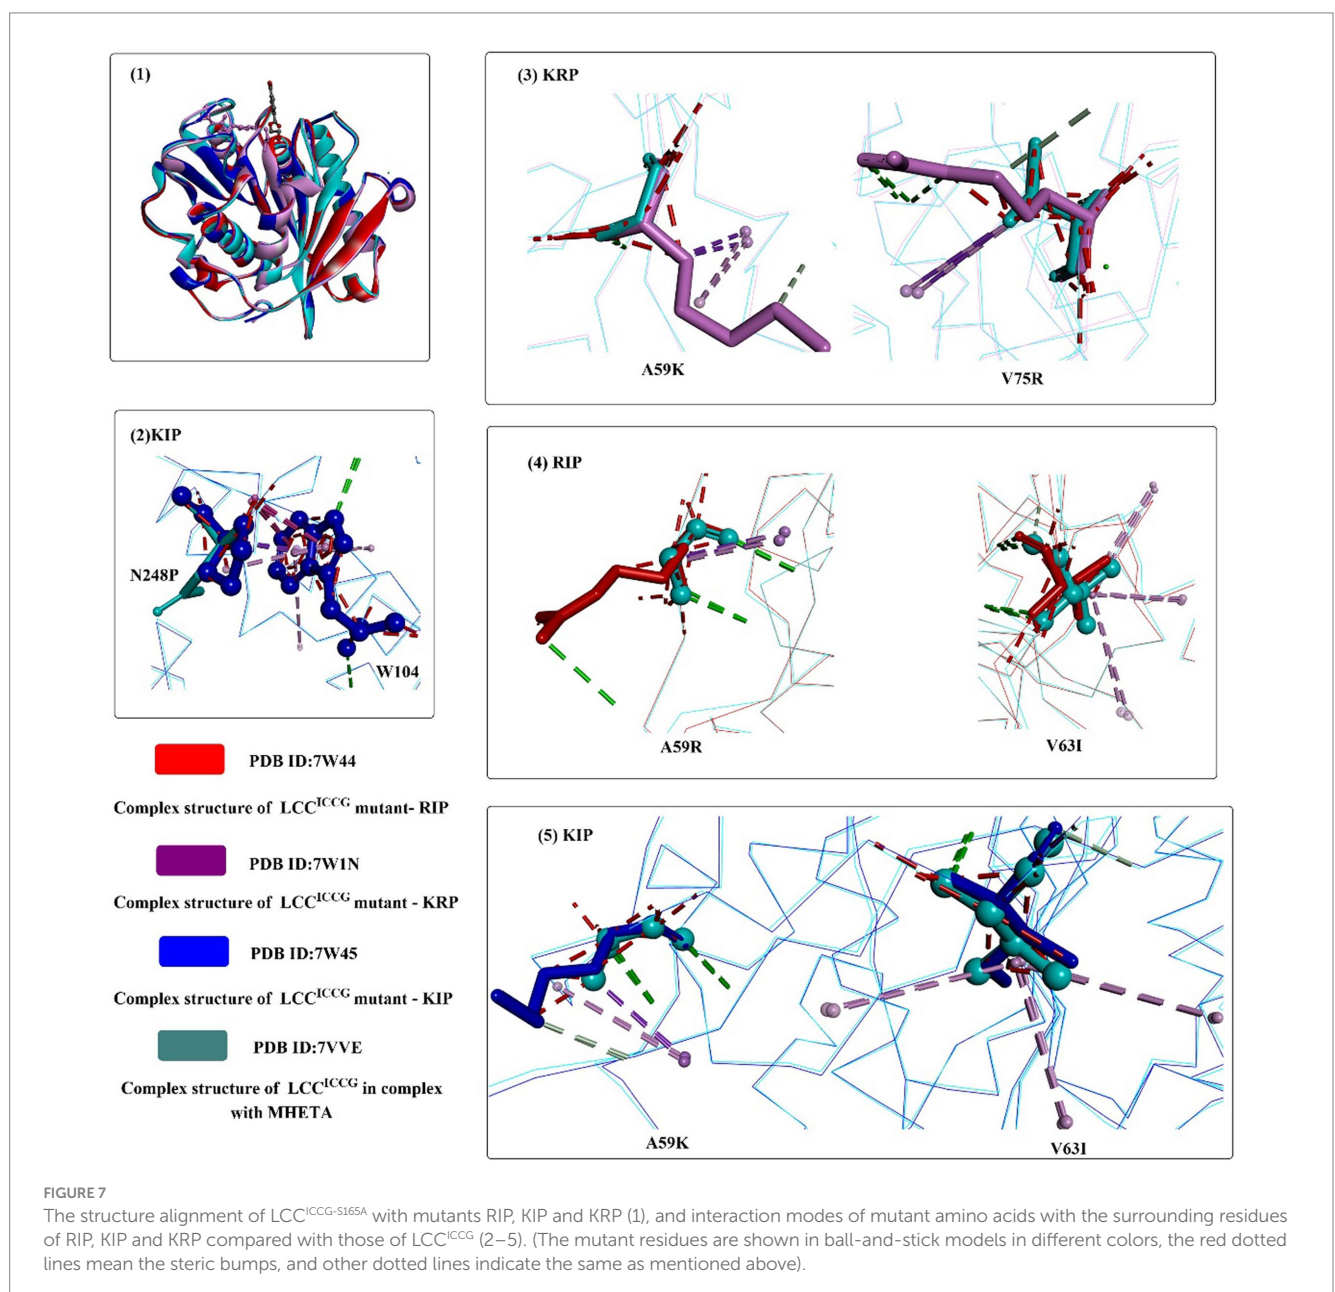 (1)
(3) KRP
A59K
V75R
(2)KIP
N248P
W104
(4) RIP
A59R
V63I
PDB ID:7W44
Complex structure of LCC^ICCG mutant- RIP
PDB ID:7W1N
Complex structure of LCC^ICCG mutant - KRP
PDB ID:7W45
Complex structure of LCC^ICCG mutant - KIP
PDB ID:7VVE
Complex structure of LCC^ICCG in complex
with MHETA
(5) KIP
A59K
V63I
FIGURE 7
The structure alignment of LCC^ICCG-S165A with mutants RIP, KIP and KRP (1), and interaction modes of mutant amino acids with the surrounding residues
of RIP, KIP and KRP compared with those of LCC^ICCG (2–5). (The mutant residues are shown in ball-and-stick models in different colors, the red dotted
lines mean the steric bumps, and other dotted lines indicate the same as mentioned above).